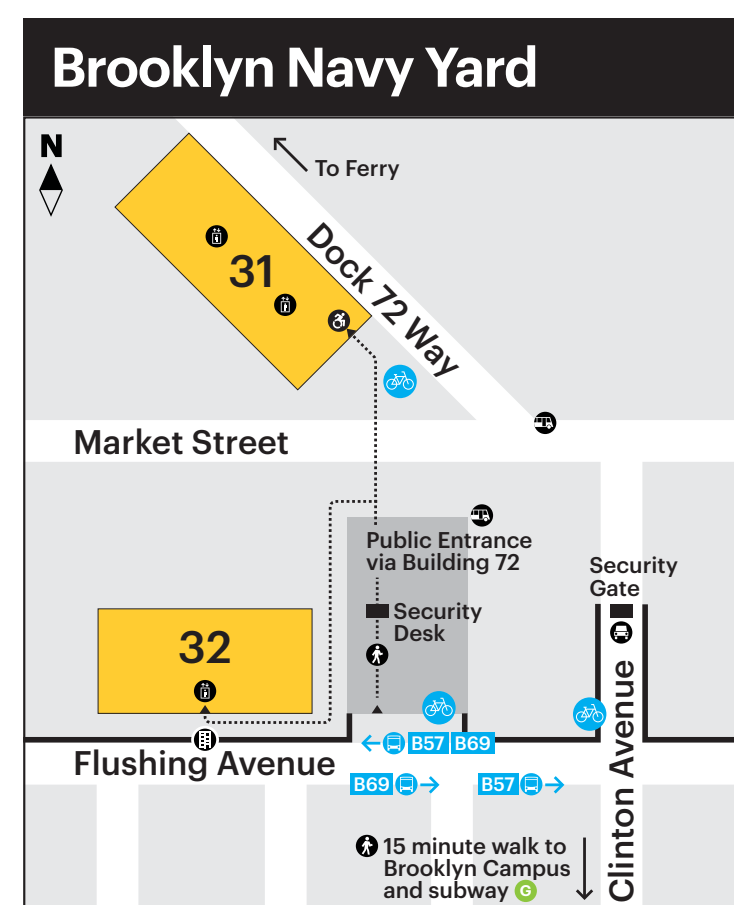 Brooklyn Navy Yard
N
To Ferry
31
Dock 72 Way
Market Street
Public Entrance
via Building 72
Security
Gate
Security
Desk
32
Flushing Avenue
B57 B69
B69
B57
Clinton Avenue
15 minute walk to
Brooklyn Campus
and subway G